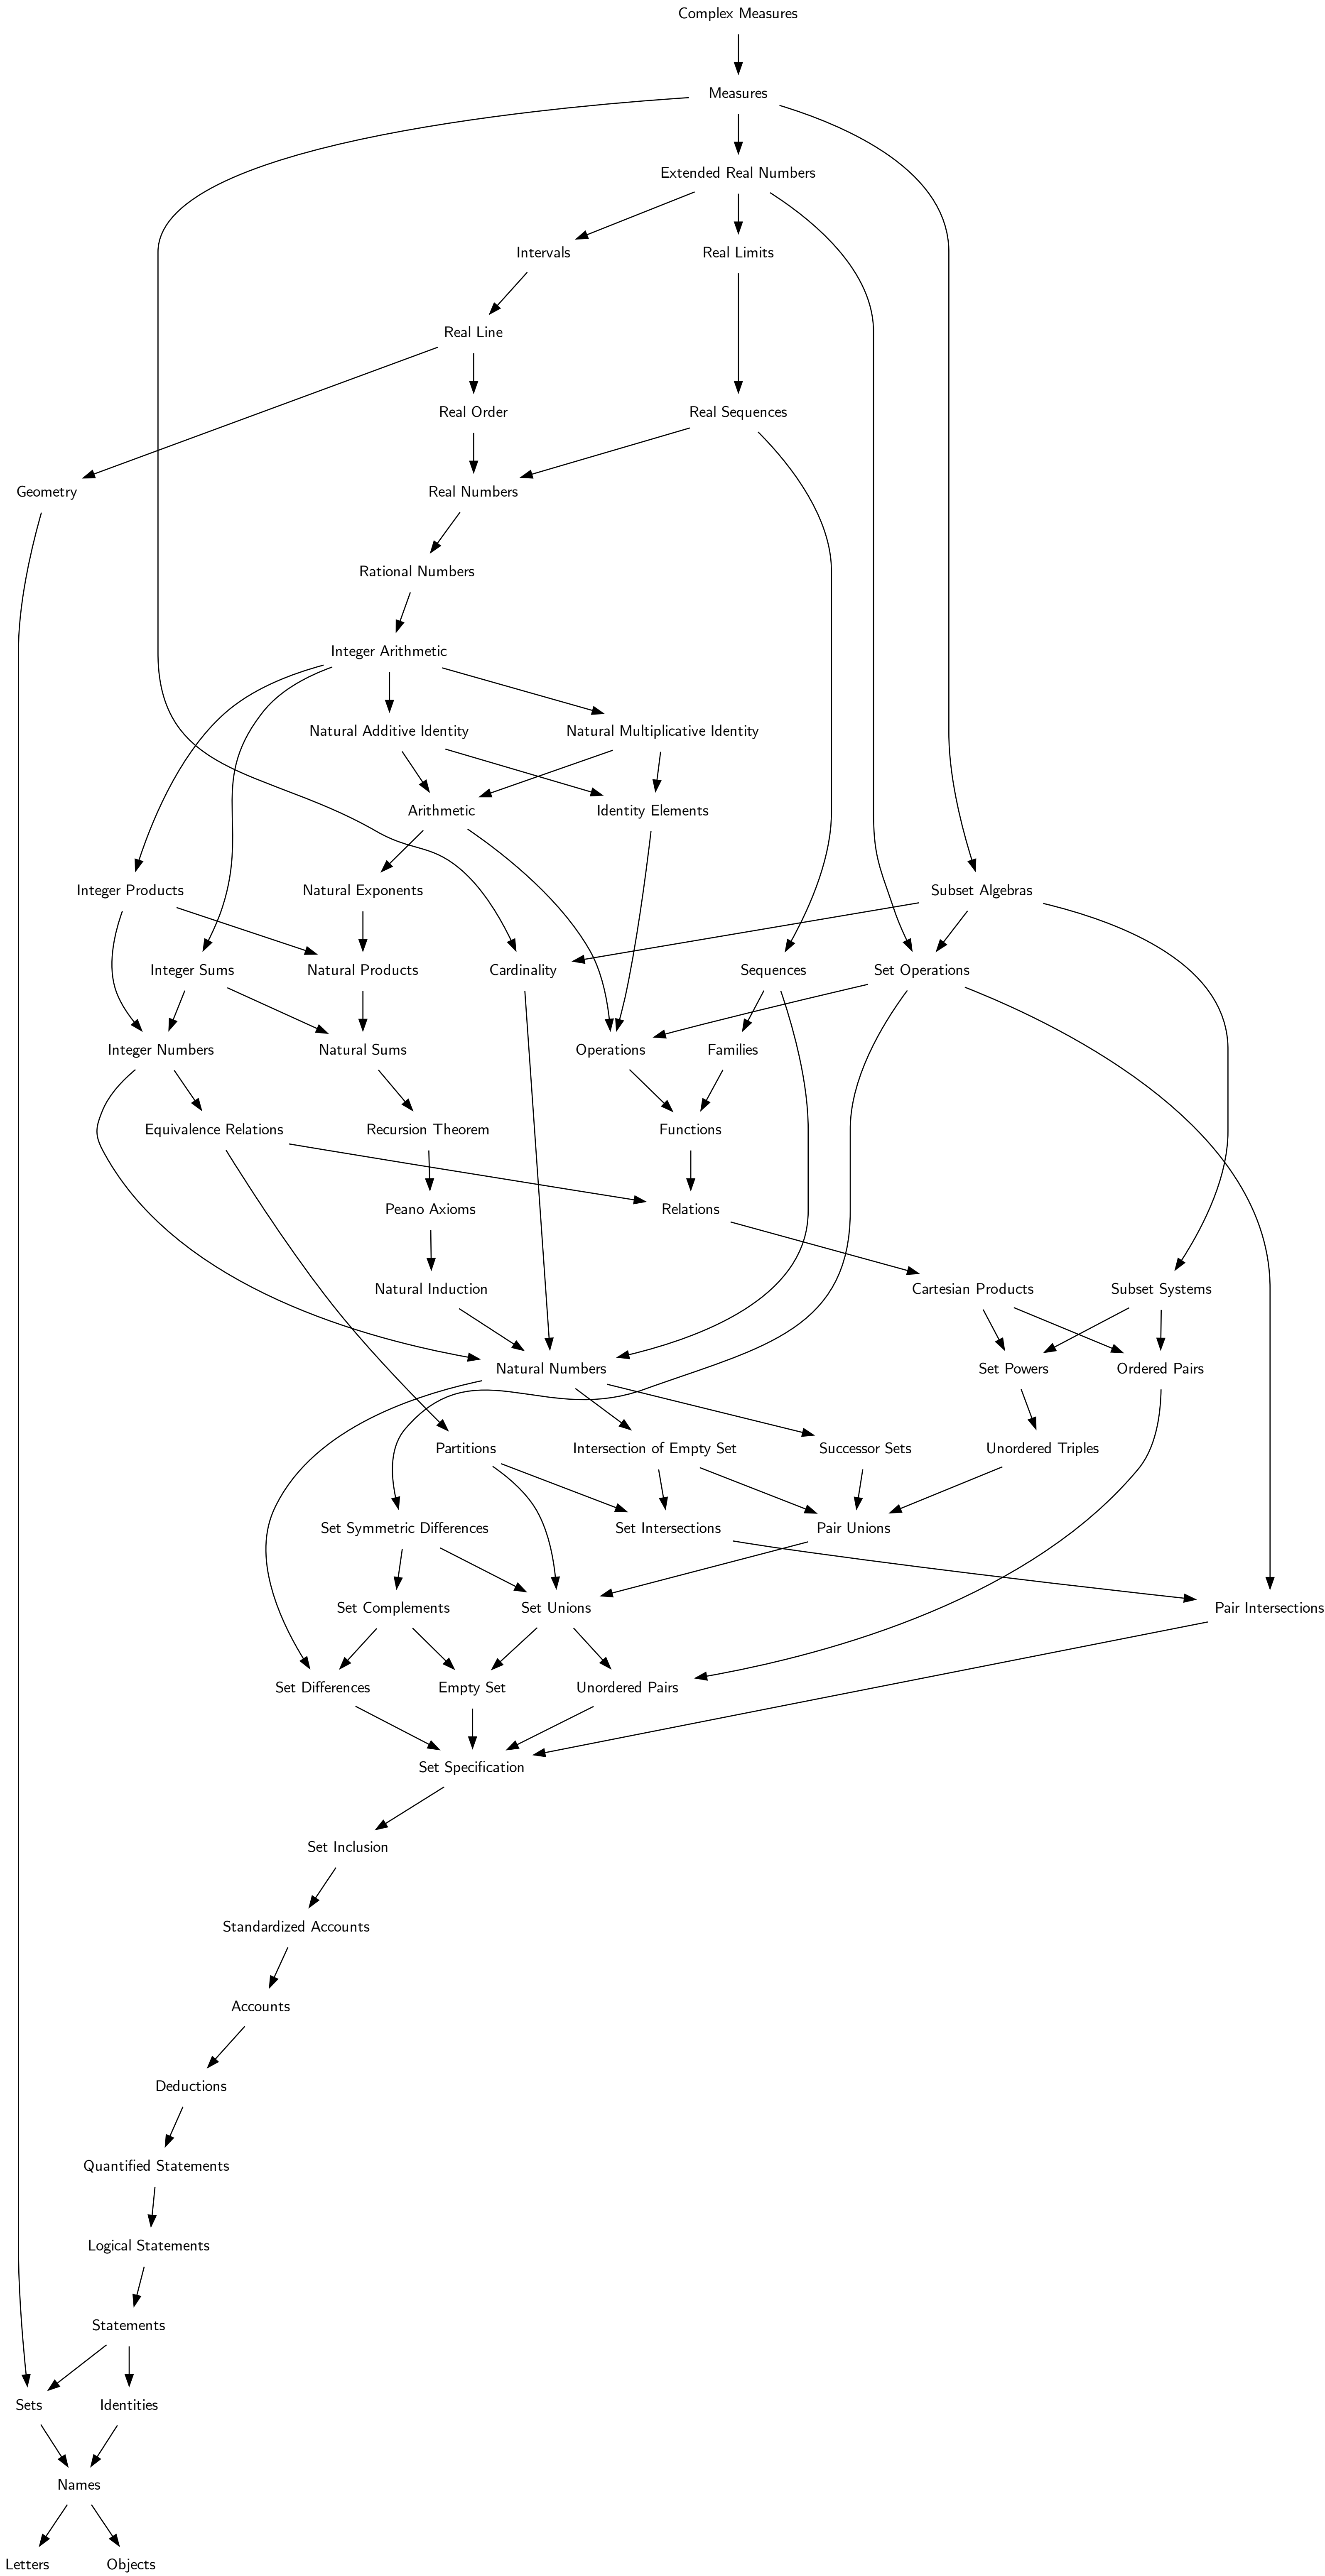 Complex Measures
Measures
Extended Real Numbers
Intervals
Real Limits
Real Line
Real Order
Real Sequences
Geometry
Real Numbers
Rational Numbers
Integer Arithmetic
Natural Additive Identity
Natural Multiplicative Identity
Arithmetic
Identity Elements
Integer Products
Natural Exponents
Subset Algebras
Integer Sums
Natural Products
Cardinality
Sequences
Set Operations
Integer Numbers
Natural Sums
Operations
Families
Equivalence Relations
Recursion Theorem
Functions
Peano Axioms
Relations
Natural Induction
Cartesian Products
Subset Systems
Natural Numbers
Set Powers
Ordered Pairs
Partitions
Intersection of Empty Set
Successor Sets
Unordered Triples
Set Symmetric Differences
Set Intersections
Pair Unions
Set Complements
Set Unions
Pair Intersections
Set Differences
Empty Set
Unordered Pairs
Set Specification
Set Inclusion
Standardized Accounts
Accounts
Deductions
Quantified Statements
Logical Statements
Statements
Sets
Identities
Names
Letters
Objects